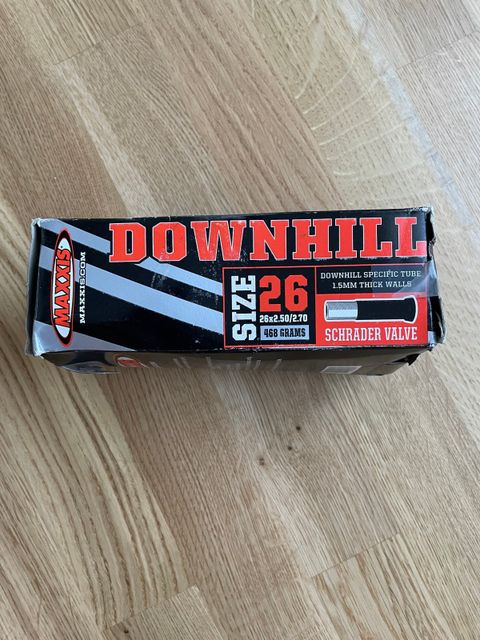 DOWNHILL
MAXXIS
MAXXIS.COM
SIZE
26
26x2.50/2.70
468 GRAMS
DOWNHILL SPECIFIC TUBE
1.5MM THICK WALLS
SCHRADER VALVE